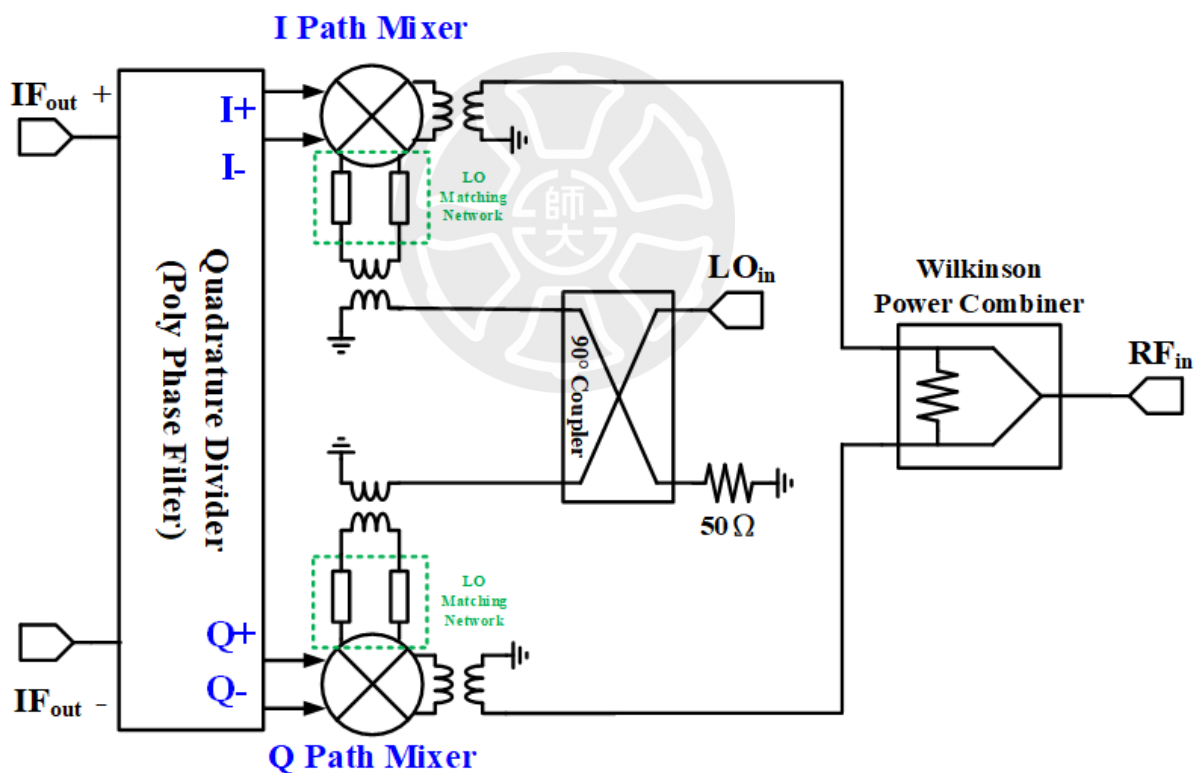 I Path Mixer
IFout +
I+
I-
LO
Matching
Network
師
大
Quadrature Divider
(Poly Phase Filter)
90° Coupler
LOin
Wilkinson
Power Combiner
RFin
50 Ω
LO
Matching
Network
Q+
Q-
IFout -
Q Path Mixer